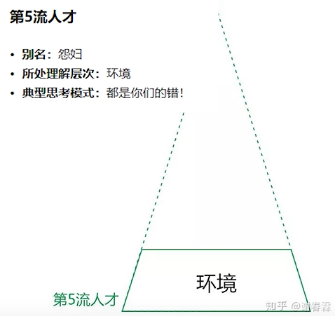 第5流人才
• 别名：怨妇
• 所处理解层次：环境
• 典型思考模式：都是你们的错！
环境
第5流人才
知乎